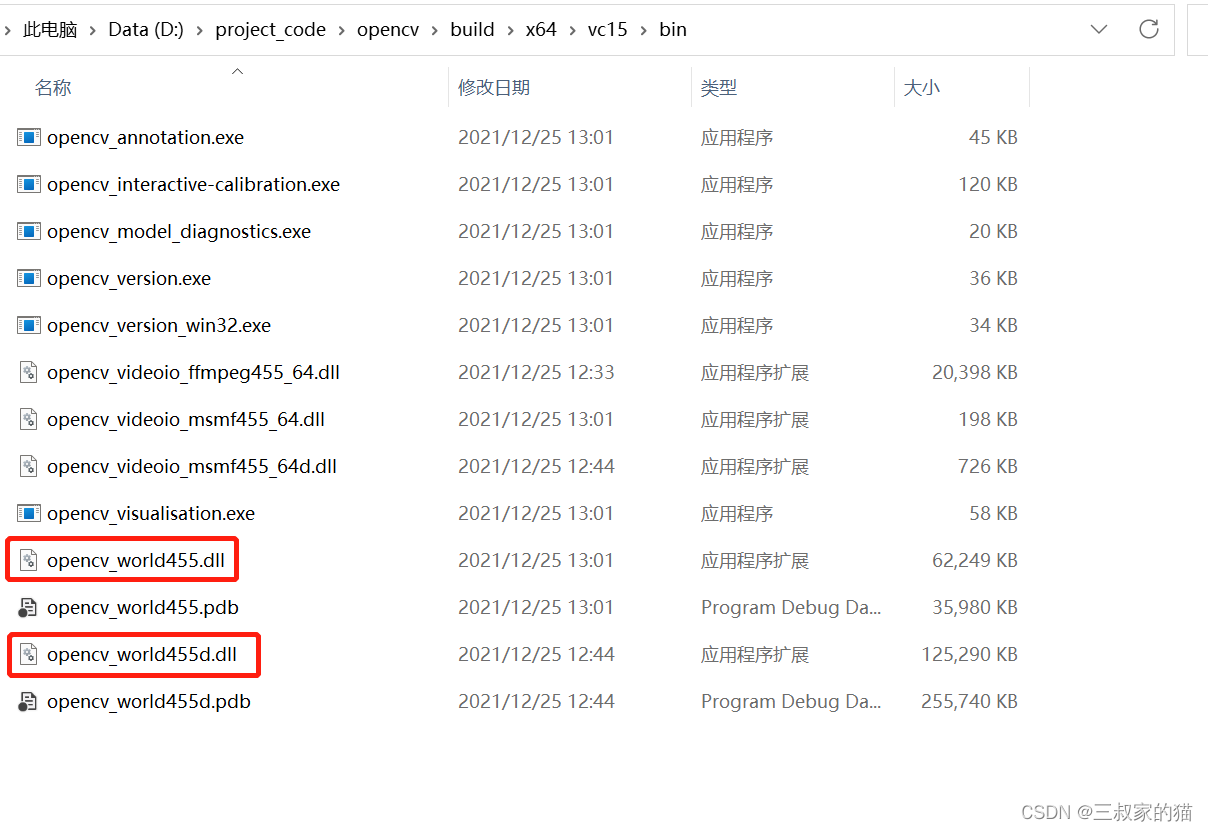 此电脑 > Data (D:) > project_code > opencv > build > x64 > vc15 > bin
名称 修改日期 类型 大小
opencv_annotation.exe 2021/12/25 13:01 应用程序 45 KB
opencv_interactive-calibration.exe 2021/12/25 13:01 应用程序 120 KB
opencv_model_diagnostics.exe 2021/12/25 13:01 应用程序 20 KB
opencv_version.exe 2021/12/25 13:01 应用程序 36 KB
opencv_version_win32.exe 2021/12/25 13:01 应用程序 34 KB
opencv_videoio_ffmpeg455_64.dll 2021/12/25 12:33 应用程序扩展 20,398 KB
opencv_videoio_msmf455_64.dll 2021/12/25 13:01 应用程序扩展 198 KB
opencv_videoio_msmf455_64d.dll 2021/12/25 12:44 应用程序扩展 726 KB
opencv_visualisation.exe 2021/12/25 13:01 应用程序 58 KB
opencv_world455.dll 2021/12/25 13:01 应用程序扩展 62,249 KB
opencv_world455.pdb 2021/12/25 13:01 Program Debug Da... 35,980 KB
opencv_world455d.dll 2021/12/25 12:44 应用程序扩展 125,290 KB
opencv_world455d.pdb 2021/12/25 12:44 Program Debug Da... 255,740 KB
CSDN @三叔家的猫